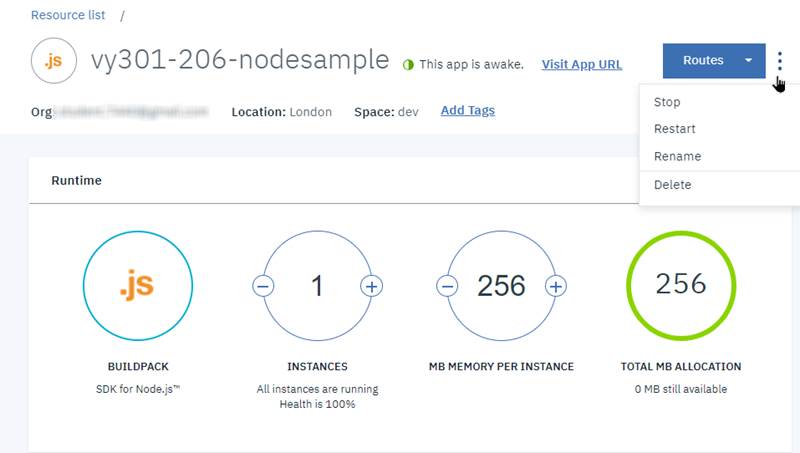 Resource list /
.js
vy301-206-nodesample
This app is awake.
Visit App URL
Routes
Org
Location: London
Space: dev
Add Tags
Stop
Restart
Rename
Delete
Runtime
.js
1
256
256
BUILDPACK
INSTANCES
MB MEMORY PER INSTANCE
TOTAL MB ALLOCATION
SDK for Node.js™
All instances are running
Health is 100%
0 MB still available